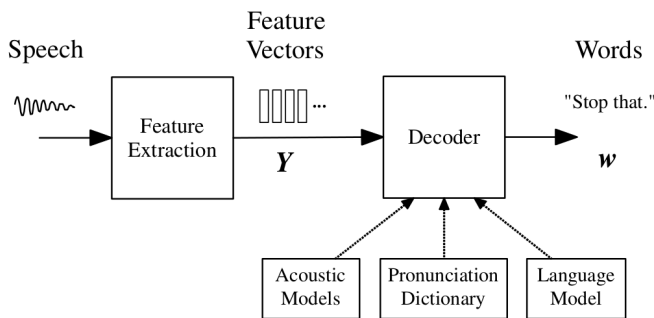 Speech
Feature
Vectors
Words
"Stop that."
Feature
Extraction
...
Y
Decoder
w
Acoustic
Models
Pronunciation
Dictionary
Language
Model